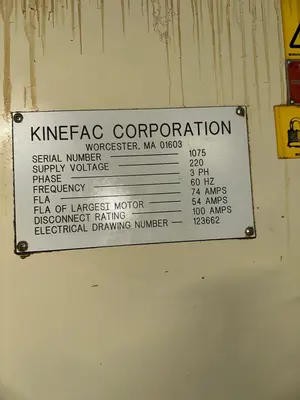 KINEFAC CORPORATION
WORCESTER, MA 01603
SERIAL NUMBER 1075
SUPPLY VOLTAGE 220
PHASE 3 PH
FREQUENCY 60 HZ
FLA 74 AMPS
FLA OF LARGEST MOTOR 54 AMPS
DISCONNECT RATING 100 AMPS
ELECTRICAL DRAWING NUMBER 123662